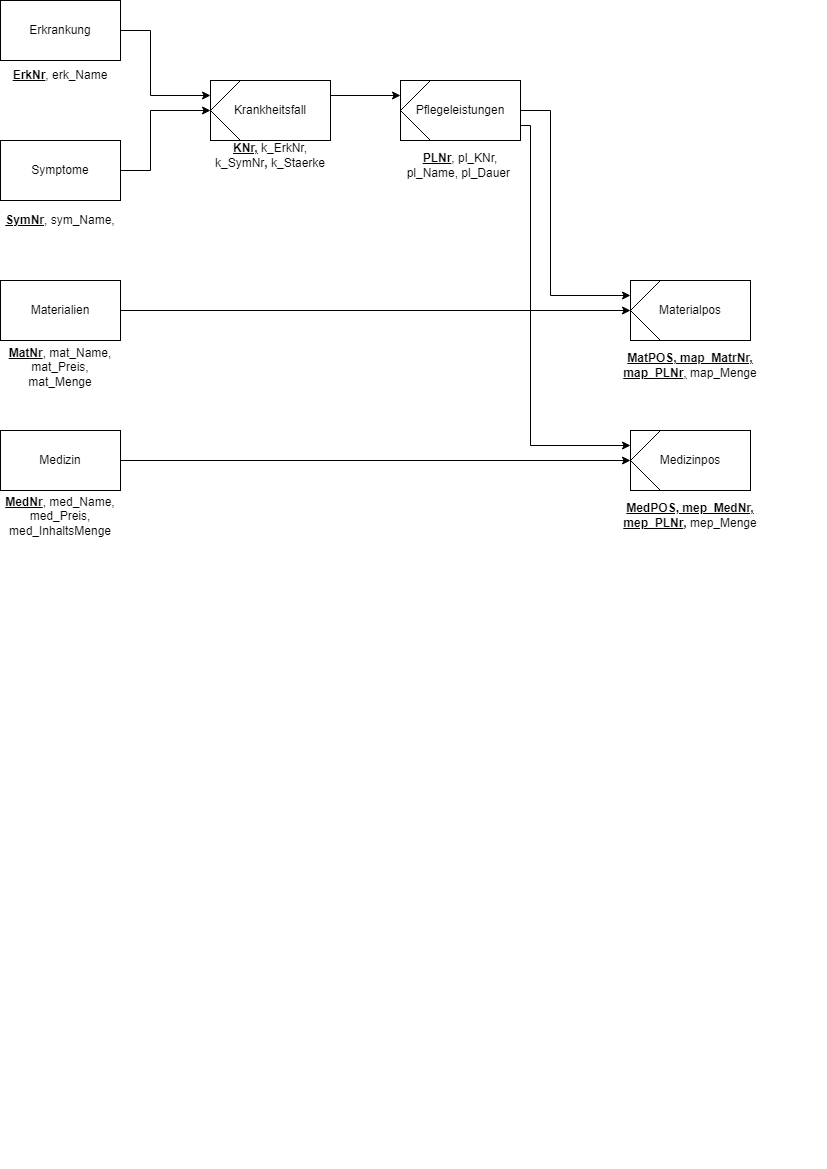 Erkrankung
ErkNr, erk_Name
Krankheitsfall
KNr, k_ErkNr,
k_SymNr, k_Staerke
Pflegeleistungen
PLNr, pl_KNr,
pl_Name, pl_Dauer
Symptome
SymNr, sym_Name,
Materialien
MatNr, mat_Name,
mat_Preis,
mat_Menge
Materialpos
MatPOS, map_MatrNr,
map_PLNr, map_Menge
Medizin
MedNr, med_Name,
med_Preis,
med_InhaltsMenge
Medizinpos
MedPOS, mep_MedNr,
mep_PLNr, mep_Menge